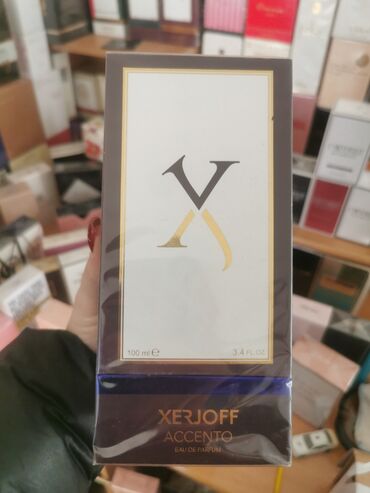 100 ml e 3.4 FL.OZ
XERJOFF
ACCENTO
EAU DE PARFUM